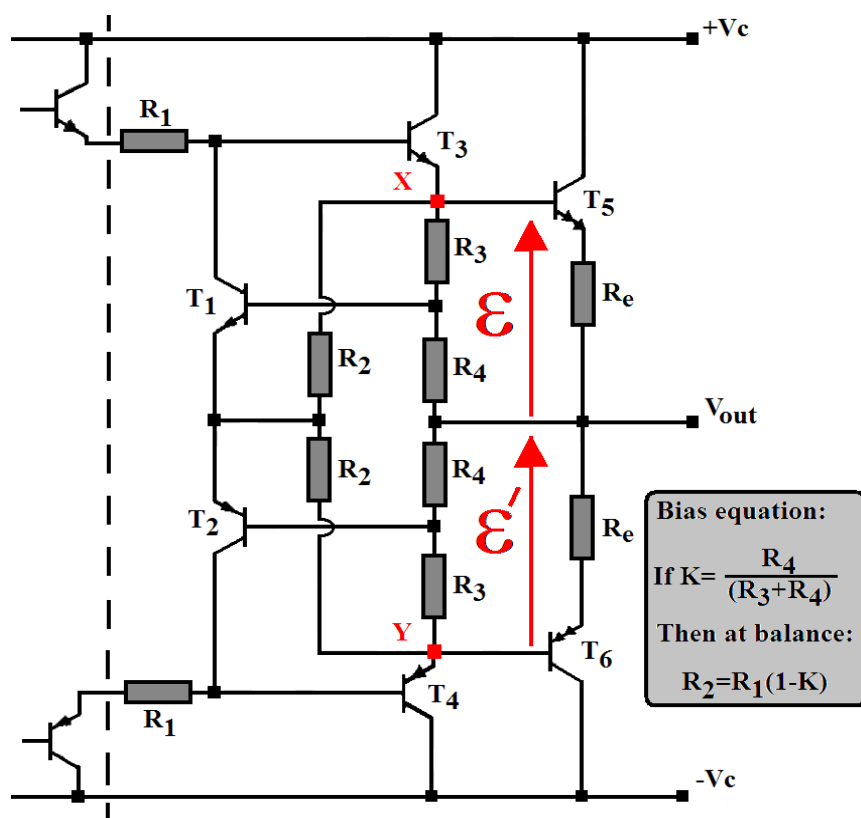 +Vc
R1
T3
X
T5
R3
T1
Re
ε
R2
R4
Vout
R4
R2
T2
ε′
Re
R3
Y
T6
T4
R1
-Vc
Bias equation:
If K= R4/(R3+R4)
Then at balance:
R2=R1(1-K)